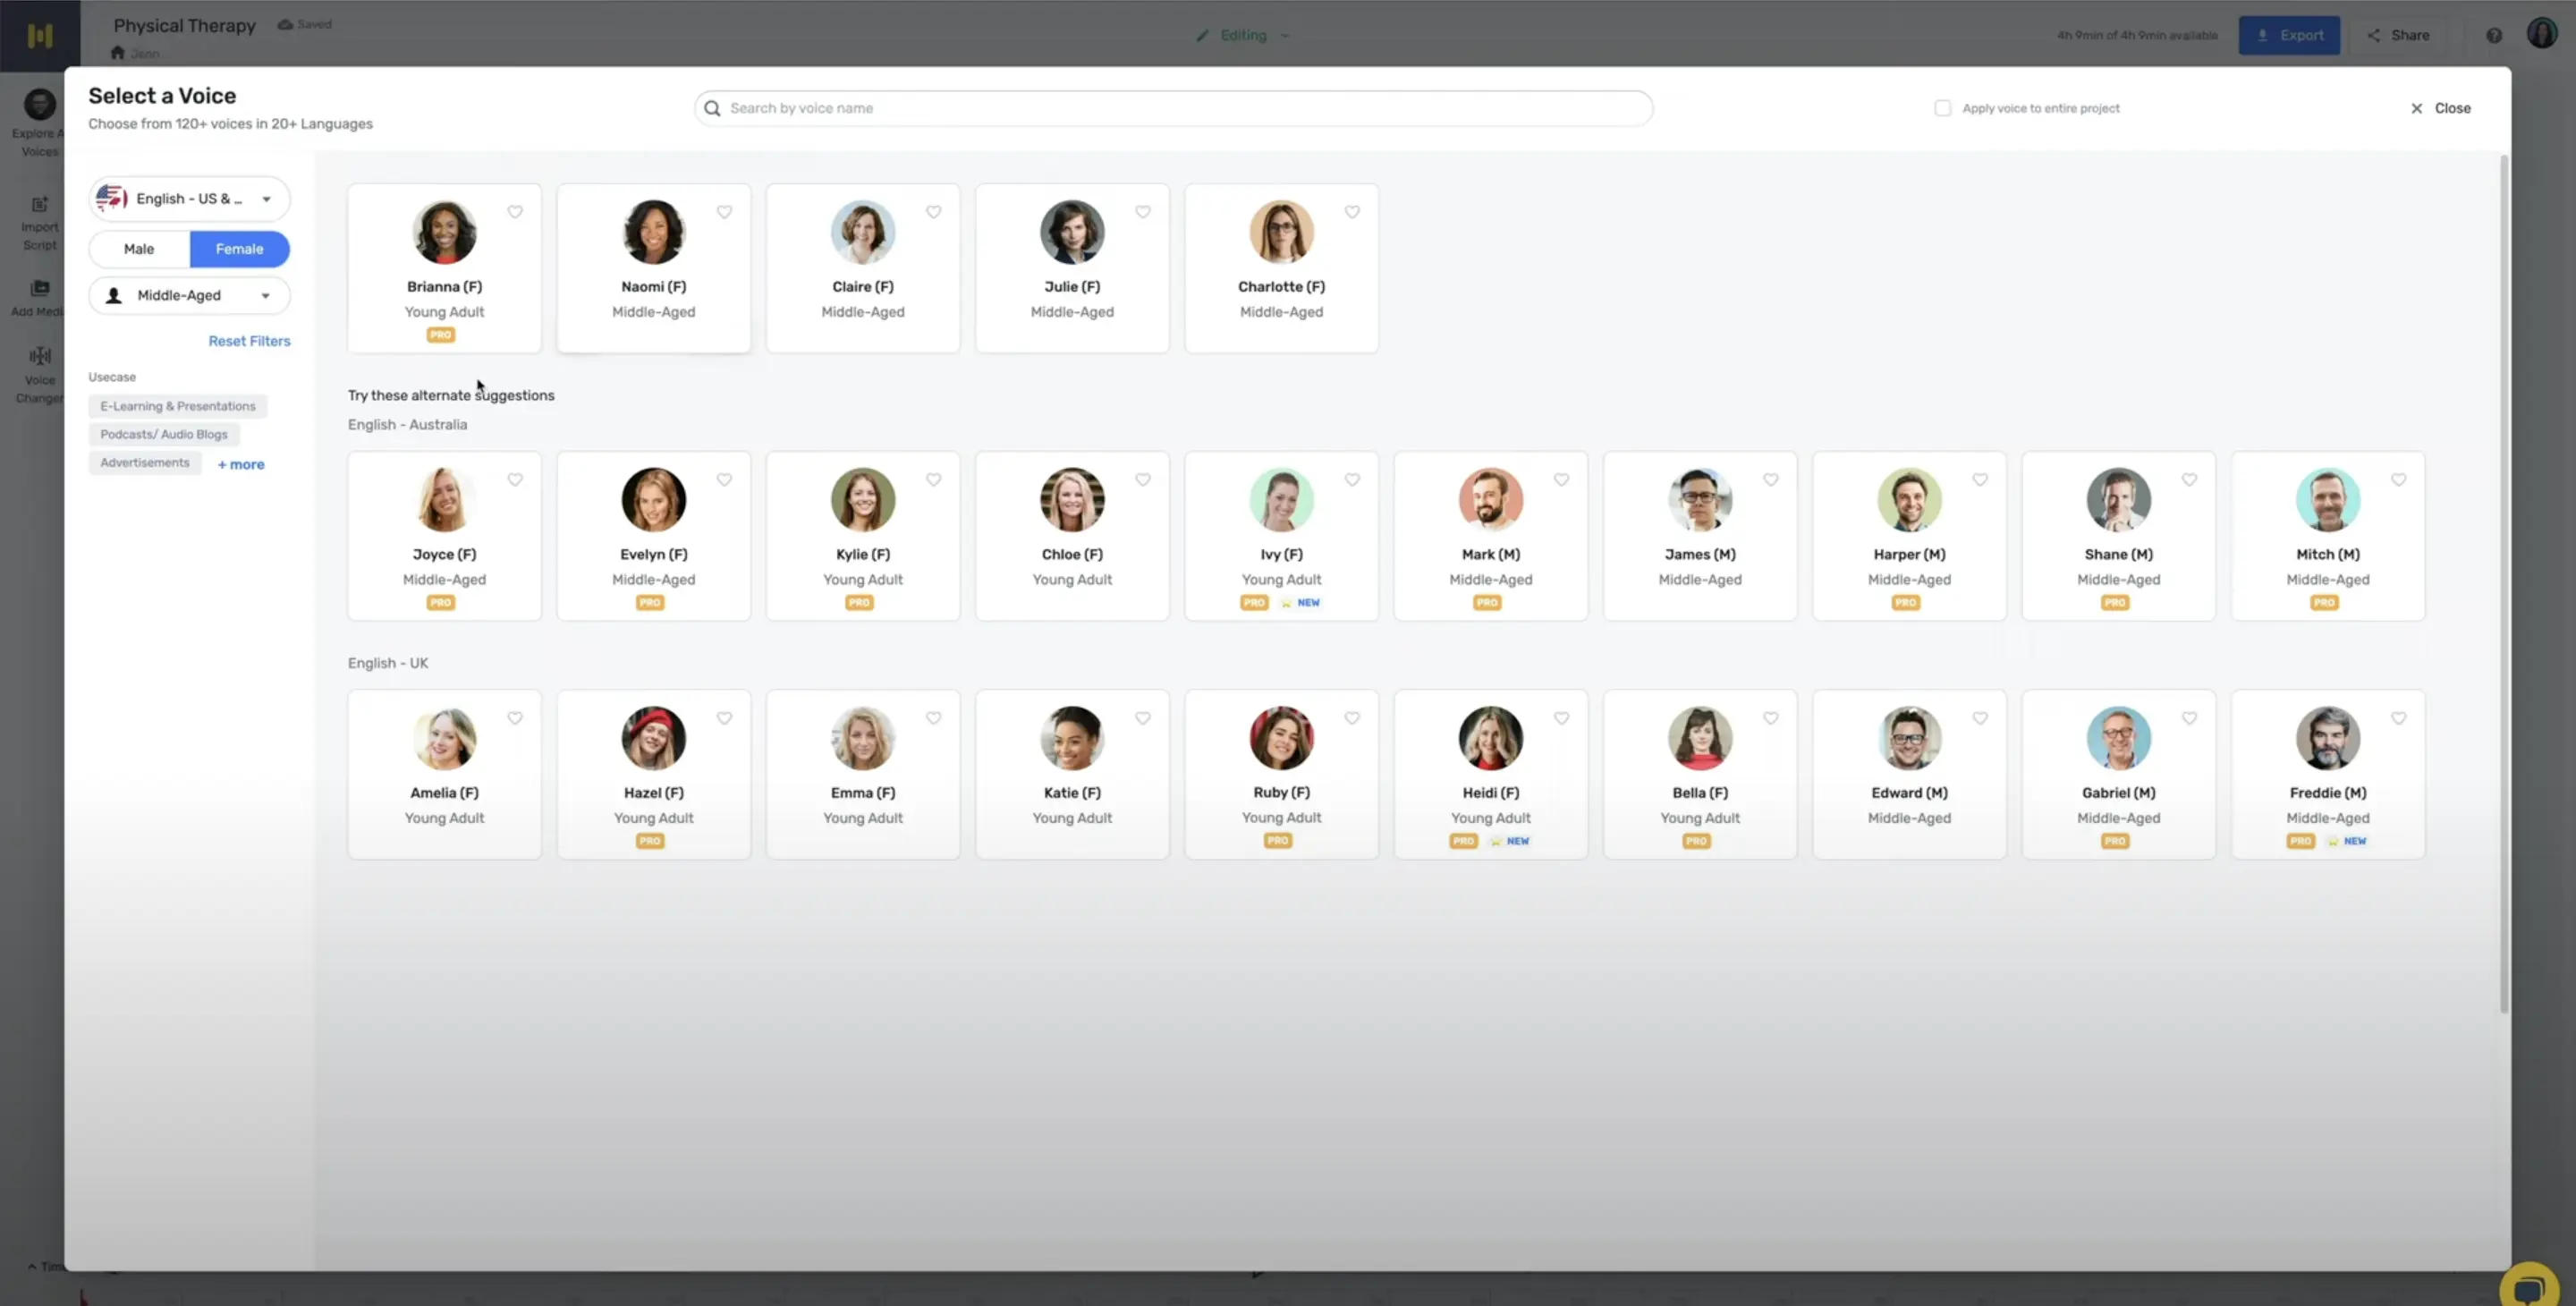 Physical Therapy
Saved
Editing
4h 9min of 4h 9min available
Export
Share
Select a Voice
Choose from 120+ voices in 20+ Languages
Search by voice name
Apply voice to entire project
Close
Explore
Voices
Import
Script
Add
Voice
English - US & ...
Male
Female
Middle-Aged
Reset Filters
Usecase
E-Learning & Presentations
Podcasts/ Audio Blogs
Advertisements
+ more
Brianna (F)
Young Adult
PRO
Naomi (F)
Middle-Aged
Claire (F)
Middle-Aged
Julie (F)
Middle-Aged
Charlotte (F)
Middle-Aged
Try these alternate suggestions
English - Australia
Joyce (F)
Middle-Aged
PRO
Evelyn (F)
Middle-Aged
PRO
Kylie (F)
Young Adult
PRO
Chloe (F)
Young Adult
Ivy (F)
Young Adult
PRO NEW
Mark (M)
Middle-Aged
PRO
James (M)
Middle-Aged
Harper (M)
Middle-Aged
PRO
Shane (M)
Middle-Aged
PRO
Mitch (M)
Middle-Aged
PRO
English - UK
Amelia (F)
Young Adult
Hazel (F)
Young Adult
PRO
Emma (F)
Young Adult
Katie (F)
Young Adult
Ruby (F)
Young Adult
PRO
Heidi (F)
Young Adult
PRO NEW
Bella (F)
Young Adult
PRO
Edward (M)
Middle-Aged
Gabriel (M)
Middle-Aged
PRO
Freddie (M)
Middle-Aged
PRO NEW